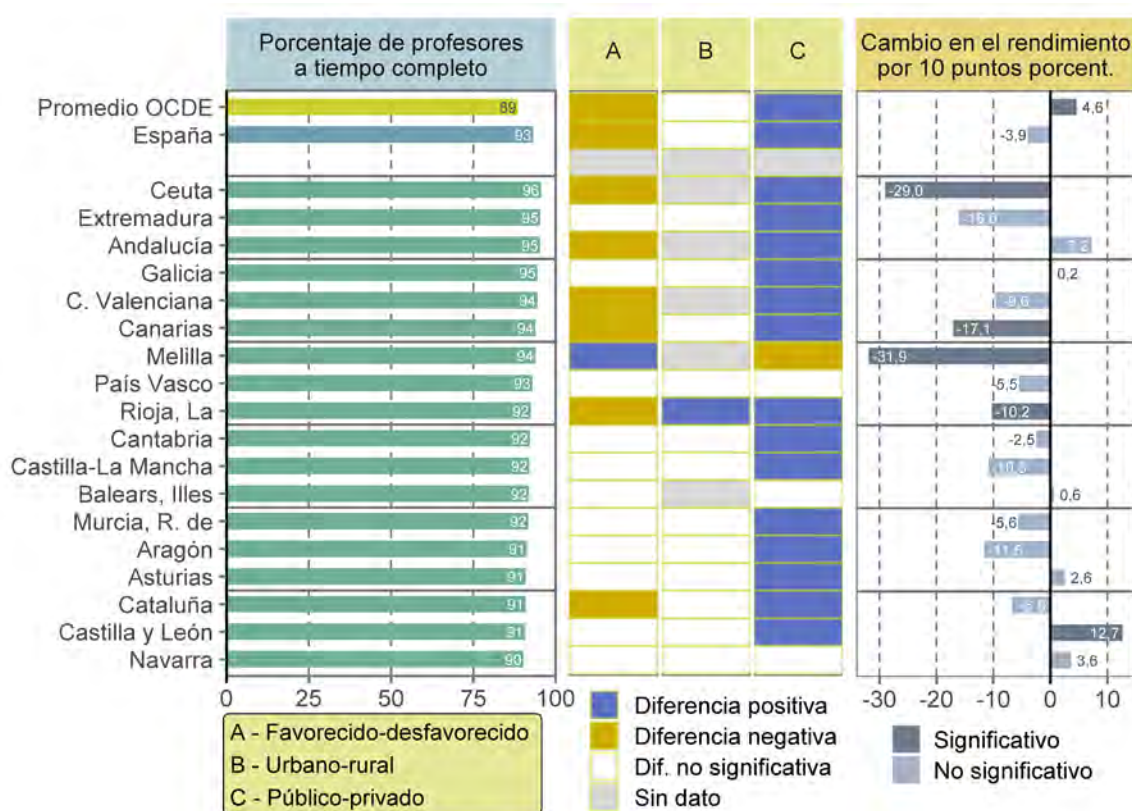 Porcentaje de profesores
a tiempo completo
A
B
C
Cambio en el rendimiento
por 10 puntos porcent.
Promedio OCDE 89 4,6
España 93 -3,9
Ceuta 96 -29,0
Extremadura 95 -16,0
Andalucía 95 7,2
Galicia 95 0,2
C. Valenciana 94
Canarias 94 -17,1
Melilla 94 -31,9
País Vasco 93 -5,5
Rioja, La 92 -10,2
Cantabria 92 -2,5
Castilla-La Mancha 92
Balears, Illes 92 0,6
Murcia, R. de 92 -5,6
Aragón 91
Asturias 91 2,6
Cataluña 91
Castilla y León 91 12,7
Navarra 90 3,6
0 25 50 75 100
-30 -20 -10 0 10
A - Favorecido-desfavorecido
B - Urbano-rural
C - Público-privado
Diferencia positiva
Diferencia negativa
Dif. no significativa
Sin dato
Significativo
No significativo